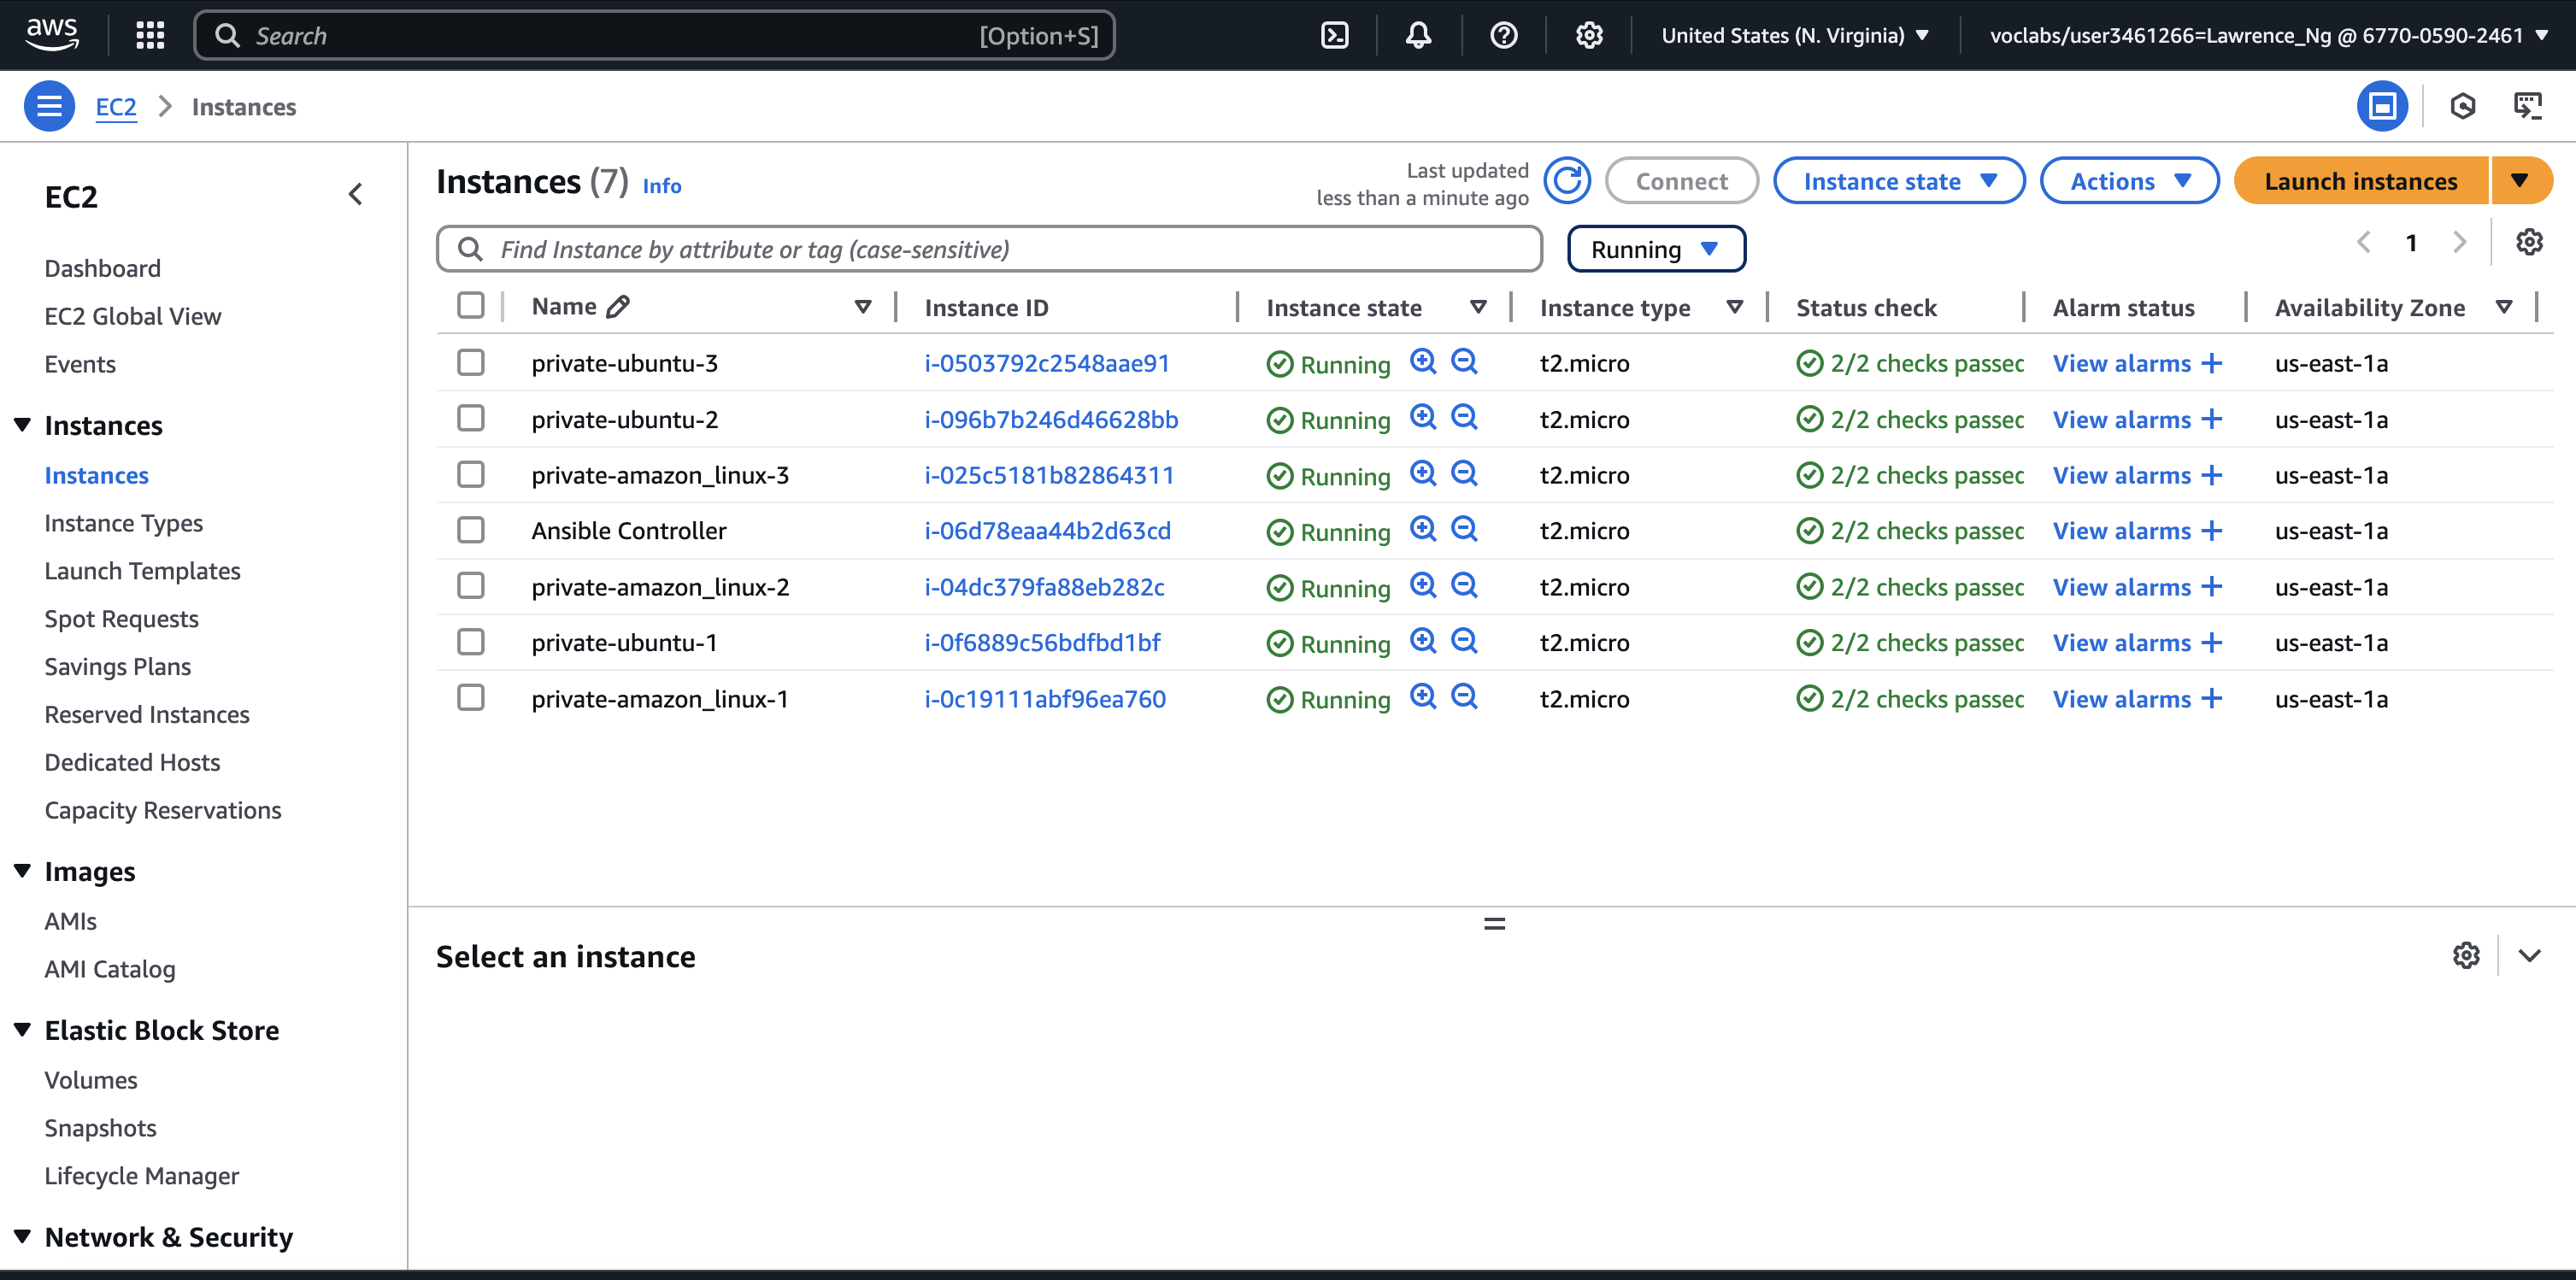 aws
Search [Option+S]
United States (N. Virginia)
voclabs/user3461266=Lawrence_Ng @ 6770-0590-2461
EC2 Instances
EC2
Dashboard
EC2 Global View
Events
Instances
Instances
Instance Types
Launch Templates
Spot Requests
Savings Plans
Reserved Instances
Dedicated Hosts
Capacity Reservations
Images
AMIs
AMI Catalog
Elastic Block Store
Volumes
Snapshots
Lifecycle Manager
Network & Security
Instances (7) Info
Last updated
less than a minute ago
Connect
Instance state
Actions
Launch instances
Find Instance by attribute or tag (case-sensitive)
Running
1
Name Instance ID Instance state Instance type Status check Alarm status Availability Zone
private-ubuntu-3 i-0503792c2548aae91 Running t2.micro 2/2 checks passec View alarms + us-east-1a
private-ubuntu-2 i-096b7b246d46628bb Running t2.micro 2/2 checks passec View alarms + us-east-1a
private-amazon_linux-3 i-025c5181b82864311 Running t2.micro 2/2 checks passec View alarms + us-east-1a
Ansible Controller i-06d78eaa44b2d63cd Running t2.micro 2/2 checks passec View alarms + us-east-1a
private-amazon_linux-2 i-04dc379fa88eb282c Running t2.micro 2/2 checks passec View alarms + us-east-1a
private-ubuntu-1 i-0f6889c56bdfbd1bf Running t2.micro 2/2 checks passec View alarms + us-east-1a
private-amazon_linux-1 i-0c19111abf96ea760 Running t2.micro 2/2 checks passec View alarms + us-east-1a
Select an instance